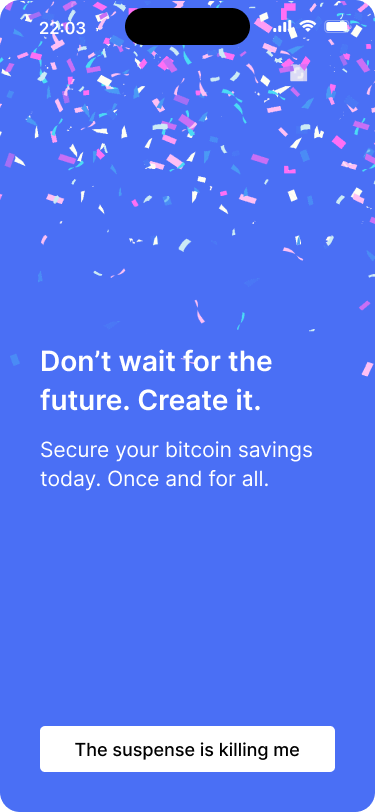 22:03
Don’t wait for the
future. Create it.
Secure your bitcoin savings
today. Once and for all.
The suspense is killing me